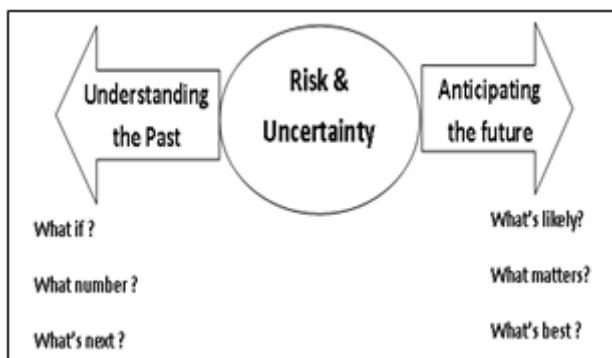 Understanding
the Past
Risk &
Uncertainty
Anticipating
the future
What if ?
What number ?
What's next ?
What's likely?
What matters?
What's best ?